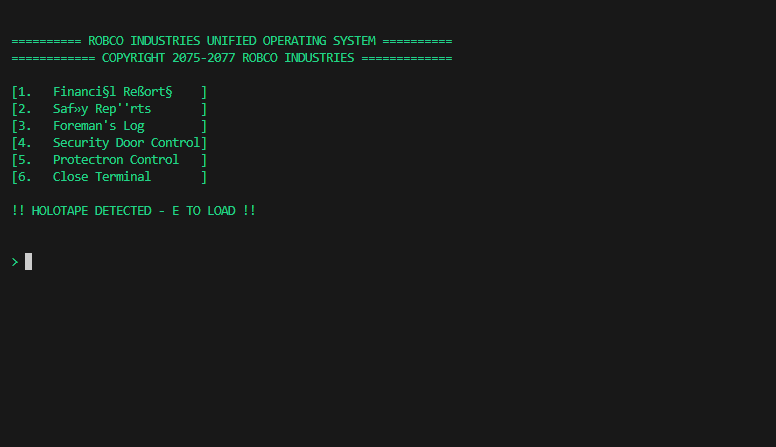 ========== ROBCO INDUSTRIES UNIFIED OPERATING SYSTEM ==========
============ COPYRIGHT 2075-2077 ROBCO INDUSTRIES =============
[1.   Financi§l Reßort§    ]
[2.   Saf»y Rep''rts       ]
[3.   Foreman's Log        ]
[4.   Security Door Control]
[5.   Protectron Control   ]
[6.   Close Terminal       ]
!! HOLOTAPE DETECTED - E TO LOAD !!
>